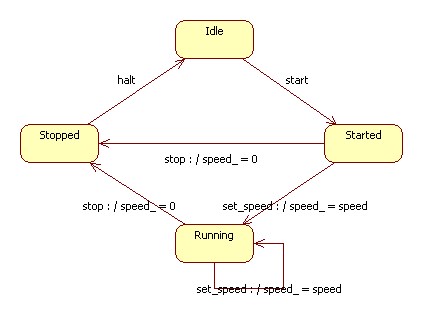 Idle
halt
start
Stopped
Started
stop : / speed_ = 0
stop : / speed_ = 0
set_speed : / speed_ = speed
Running
set_speed : / speed_ = speed